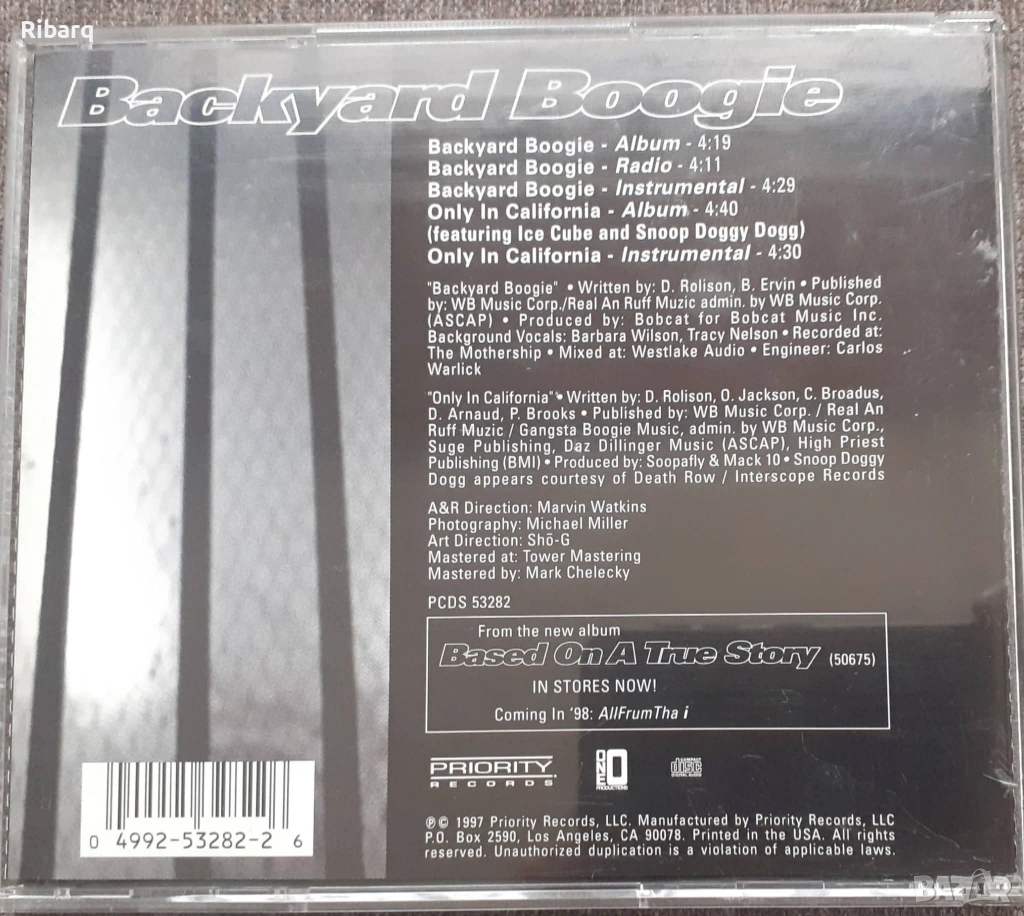 Ribarq
Backyard Boogie
Backyard Boogie - Album - 4:19
Backyard Boogie - Radio - 4:11
Backyard Boogie - Instrumental - 4:29
Only In California - Album - 4:40
(featuring Ice Cube and Snoop Doggy Dogg)
Only In California - Instrumental - 4:30
"Backyard Boogie" • Written by: D. Rolison, B. Ervin • Published
by: WB Music Corp./Real An Ruff Muzic admin. by WB Music Corp.
(ASCAP) • Produced by: Bobcat for Bobcat Music Inc.
Background Vocals: Barbara Wilson, Tracy Nelson • Recorded at:
The Mothership • Mixed at: Westlake Audio • Engineer: Carlos
Warlick
"Only In California" • Written by: D. Rolison, O. Jackson, C. Broadus,
D. Arnaud, P. Brooks • Published by: WB Music Corp. / Real An
Ruff Muzic / Gangsta Boogie Music, admin. by WB Music Corp.,
Suge Publishing, Daz Dillinger Music (ASCAP), High Priest
Publishing (BMI) • Produced by: Soopafly & Mack 10 • Snoop Doggy
Dogg appears courtesy of Death Row / Interscope Records
A&R Direction: Marvin Watkins
Photography: Michael Miller
Art Direction: Shō-G
Mastered at: Tower Mastering
Mastered by: Mark Chelecky
PCDS 53282
From the new album
Based On A True Story (50675)
IN STORES NOW!
Coming In '98: AllFrumTha i
PRIORITY
RECORDS
ONE O
PRODUCTIONS
COMPACT
disc
DIGITAL AUDIO
0 4992-53282-2 6
℗© 1997 Priority Records, LLC. Manufactured by Priority Records, LLC
P.O. Box 2590, Los Angeles, CA 90078. Printed in the USA. All rights
reserved. Unauthorized duplication is a violation of applicable laws.
BAZAR